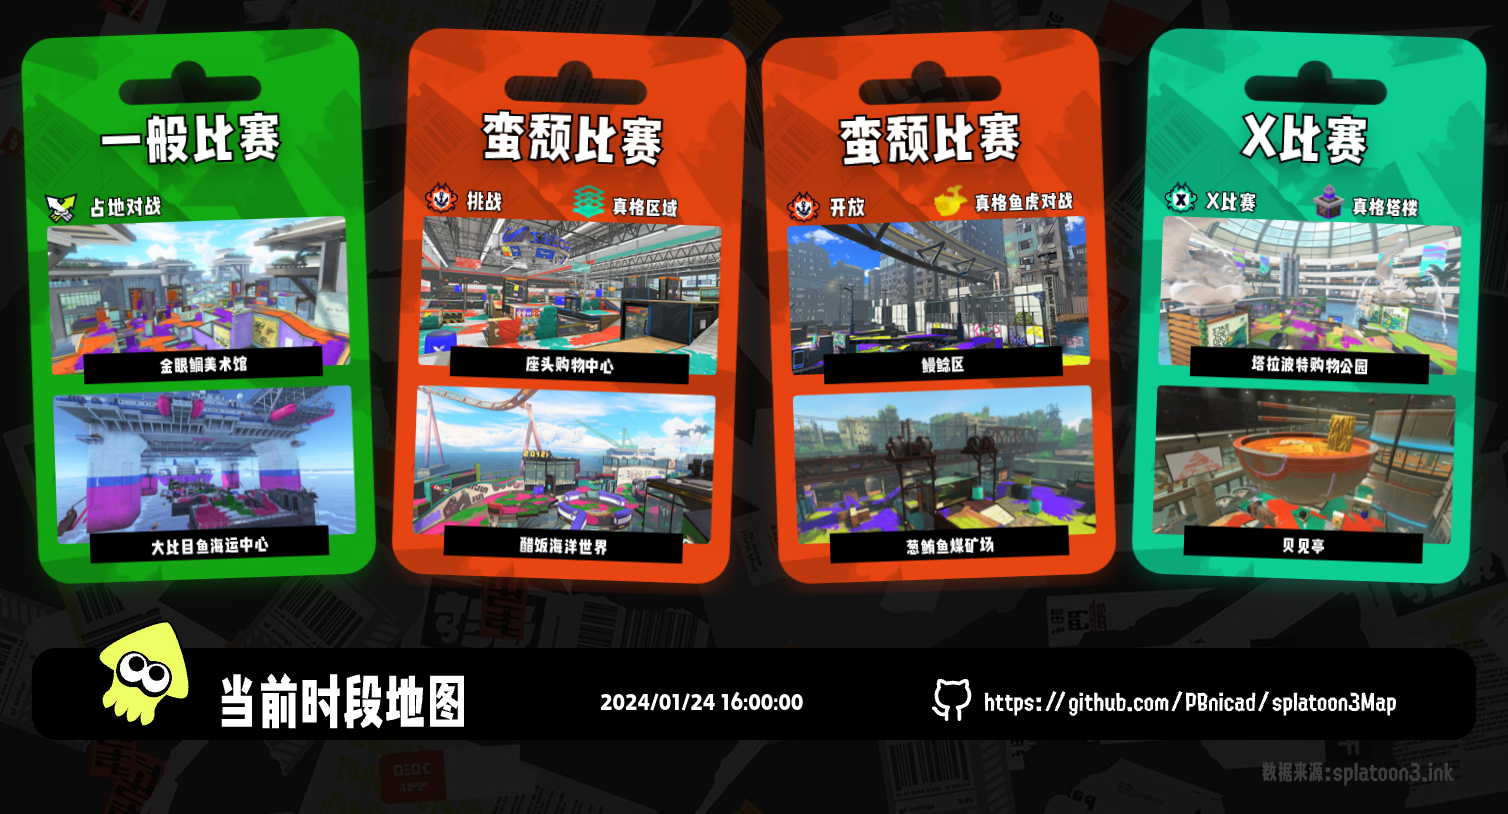 一般比赛
占地对战
金眼鲷美术馆
大比目鱼海运中心
蛮颓比赛
挑战
真格区域
座头购物中心
醋饭海洋世界
蛮颓比赛
开放
真格鱼虎对战
鳗鲶区
葱鲔鱼煤矿场
X比赛
X比赛
真格塔楼
塔拉波特购物公园
贝见亭
当前时段地图
2024/01/24 16:00:00
https://github.com/PBnicad/splatoon3Map
数据来源:splatoon3.ink